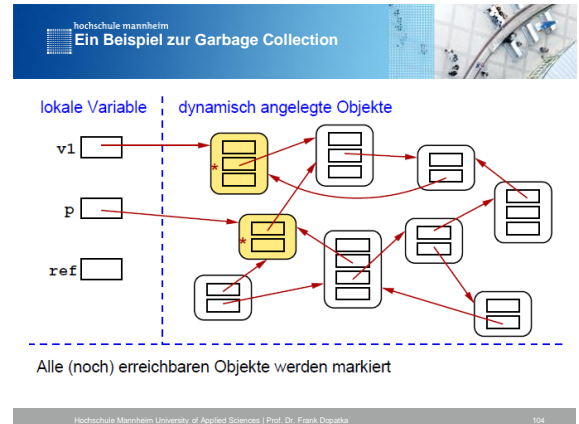 hochschule mannheim
Ein Beispiel zur Garbage Collection
lokale Variable
dynamisch angelegte Objekte
v1
*
p
*
ref
Alle (noch) erreichbaren Objekte werden markiert
Hochschule Mannheim University of Applied Sciences | Prof. Dr. Frank Dopatka
104